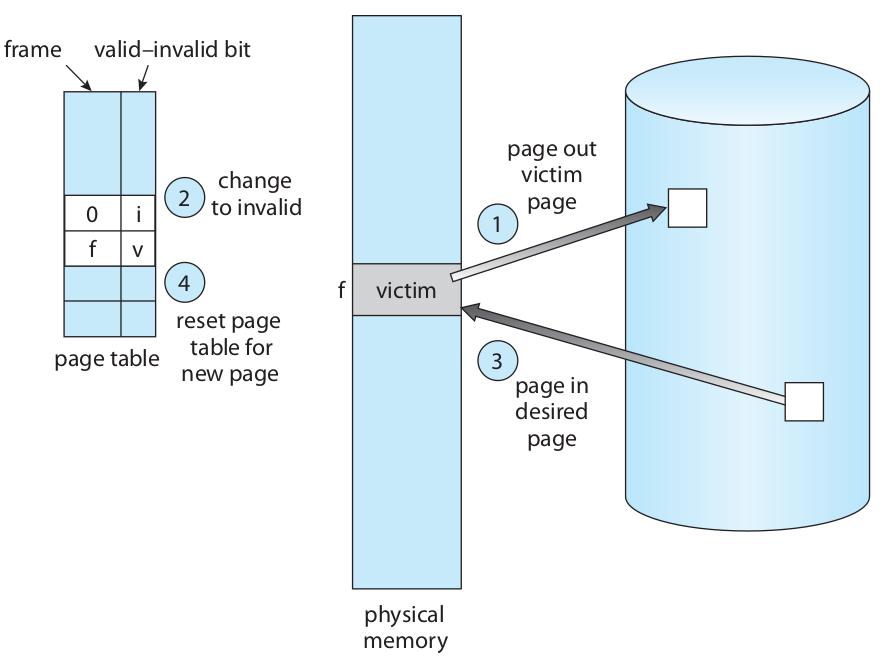 frame
valid–invalid bit
0 i
f v
2
change
to invalid
4
reset page
table for
new page
page table
f
victim
physical
memory
1
page out
victim
page
3
page in
desired
page